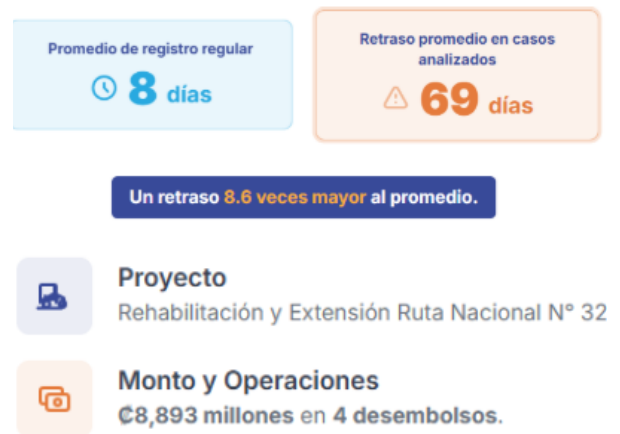 Promedio de registro regular
8 días
Retraso promedio en casos
analizados
69 días
Un retraso 8.6 veces mayor al promedio.
Proyecto
Rehabilitación y Extensión Ruta Nacional N° 32
Monto y Operaciones
₡8,893 millones en 4 desembolsos.